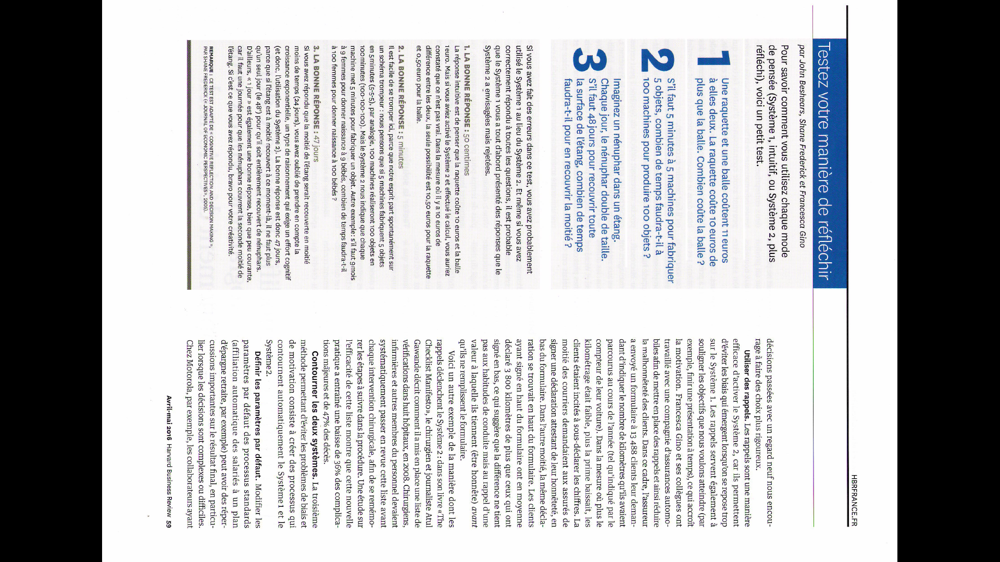 HBRFRANCE.FR
Testez votre manière de réfléchir
par John Beshears, Shane Frederick et Francesca Gino
Pour savoir comment vous utilisez chaque mode
de pensée (Système 1, intuitif, ou Système 2, plus
réfléchi), voici un petit test.
1
Une raquette et une balle coûtent 11 euros
à elles deux. La raquette coûte 10 euros de
plus que la balle. Combien coûte la balle ?
2
S'il faut 5 minutes à 5 machines pour fabriquer
5 objets, combien de temps faudra-t-il à
100 machines pour produire 100 objets ?
3
Imaginez un nénuphar dans un étang.
Chaque jour, le nénuphar double de taille.
S'il faut 48 jours pour recouvrir toute
la surface de l'étang, combien de temps
faudra-t-il pour en recouvrir la moitié ?
Si vous avez fait des erreurs dans ce test, vous avez probablement
utilisé le Système 1 au lieu du Système 2. Et même si vous avez
correctement répondu à toutes les questions, il est probable
que le Système 1 vous a tout d'abord présenté des réponses que le
Système 2 a envisagées mais rejetées.
1. LA BONNE RÉPONSE : 50 centimes
La réponse intuitive est de penser que la raquette coûte 10 euros et la balle
1 euro. Mais si vous aviez activé le Système 2 et effectué le calcul, vous auriez
constaté que ce n'est pas vrai. Dans la mesure où il y a 10 euros de
différence entre les deux, la seule possibilité est 10,50 euros pour la raquette
et 0,50 euro pour la balle.
2. LA BONNE RÉPONSE : 5 minutes
Il est facile de se tromper ici, parce que notre esprit part spontanément sur
un schéma trompeur : nous pensons que si 5 machines fabriquent 5 objets
en 5 minutes (5-5-5), par analogie, 100 machines réaliseront 100 objets en
100 minutes (100-100-100). Mais le Système 2 nous indique que chaque
machine met 5 minutes pour fabriquer un objet. Autre exemple : s'il faut 9 mois
à 9 femmes pour donner naissance à 9 bébés, combien de temps faudra-t-il
à 100 femmes pour donner naissance à 100 bébés ?
3. LA BONNE RÉPONSE : 47 jours
Si vous avez répondu que la moitié de l'étang serait recouverte en moitié
moins de temps (24 jours), vous avez oublié de prendre en compte la
croissance exponentielle, un type de raisonnement qui exige un effort cognitif
(et donc, l'utilisation du Système 2). La bonne réponse est donc 47 jours,
parce que si l'étang est à moitié recouvert à ce moment-là, il ne faut plus
qu'un seul jour (le 48e) pour qu'il soit entièrement recouvert de nénuphars.
D'ailleurs, « 1 jour » est également une bonne réponse, bien que peu courante,
car il faut une journée pour que les nénuphars couvrent la seconde moitié de
l'étang. Si c'est ce que vous avez répondu, bravo pour votre créativité.
REMARQUE : CE TEST EST ADAPTÉ DE « COGNITIVE REFLECTION AND DECISION MAKING »,
PAR SHANE FREDERICK (« JOURNAL OF ECONOMIC PERSPECTIVES », 2005).
décisions passées avec un regard neuf nous encou-
rage à faire des choix plus rigoureux.
Utiliser des rappels. Les rappels sont une manière
efficace d'activer le Système 2, car ils permettent
d'éviter les biais qui émergent lorsqu'on se repose trop
sur le Système 1. Les rappels servent également à
souligner les objectifs que nous voulons atteindre (par
exemple, finir une présentation à temps), ce qui accroît
la motivation. Francesca Gino et ses collègues ont
travaillé avec une compagnie d'assurances automo-
biles afin de mettre en place des rappels et ainsi réduire
la malhonnêteté des clients. Dans ce cadre, l'assureur
a envoyé un formulaire à 13 488 clients leur deman-
dant d'indiquer le nombre de kilomètres qu'ils avaient
parcourus au cours de l'année (tel qu'indiqué par le
compteur de leur voiture). Dans la mesure où plus le
kilométrage était faible, plus la prime baissait, les
clients étaient incités à sous-déclarer les chiffres. La
moitié des courriers demandaient aux assurés de
signer une déclaration attestant de leur honnêteté, en
bas du formulaire. Dans l'autre moitié, la même décla-
ration se trouvait en haut du formulaire. Les clients
ayant signé en haut du formulaire ont en moyenne
déclaré 3 800 kilomètres de plus que ceux qui ont
signé en bas, ce qui suggère que la différence ne tient
pas aux habitudes de conduite mais au rappel d'une
valeur à laquelle ils tiennent (être honnête) avant
qu'ils ne remplissent le formulaire.
Voici un autre exemple de la manière dont les
rappels déclenchent le Système 2 : dans son livre « The
Checklist Manifesto », le chirurgien et journaliste Atul
Gawande décrit comment il a mis en place une liste de
vérifications dans huit hôpitaux, en 2008. Chirurgiens,
infirmières et autres membres du personnel devaient
systématiquement passer en revue cette liste avant
chaque intervention chirurgicale, afin de se remémo-
rer les étapes à suivre dans la procédure. Une étude sur
l'efficacité de cette liste montre que cette nouvelle
pratique a entraîné une baisse de 36% des complica-
tions majeures et de 47% des décès.
Contourner les deux systèmes. La troisième
méthode permettant d'éviter les problèmes de biais et
de motivation consiste à créer des processus qui
contournent automatiquement le Système 1 et le
Système 2.
Définir les paramètres par défaut. Modifier les
paramètres par défaut des processus standards
(affiliation automatique des salariés à un plan
d'épargne retraite, par exemple) peut avoir des réper-
cussions importantes sur le résultat final, en particu-
lier lorsque les décisions sont complexes ou difficiles.
Chez Motorola, par exemple, les collaborateurs ayant
Avril-mai 2016 Harvard Business Review 59